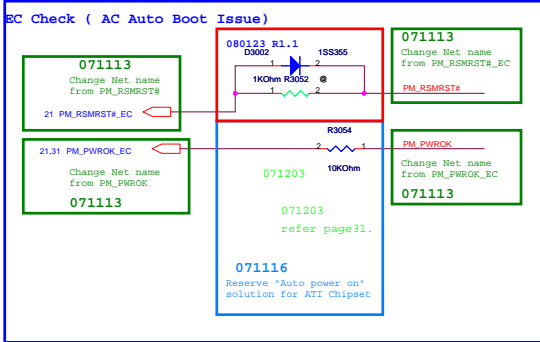 EC Check ( AC Auto Boot Issue)
080123 R1.1
D3002 1SS355
1 2
1KOhm R3052 @
1 2
071113
Change Net name
from PM_RSMRST#
21 PM_RSMRST#_EC
071113
Change Net name
from PM_RSMRST#_EC
PM_RSMRST#
21,31 PM_PWROK_EC
Change Net name
from PM_PWROK
071113
R3054
2 1
10KOhm
PM_PWROK
Change Net name
from PM_PWROK_EC
071113
071203
071203
refer page31.
071116
Reserve "Auto power on"
solution for ATI Chipset